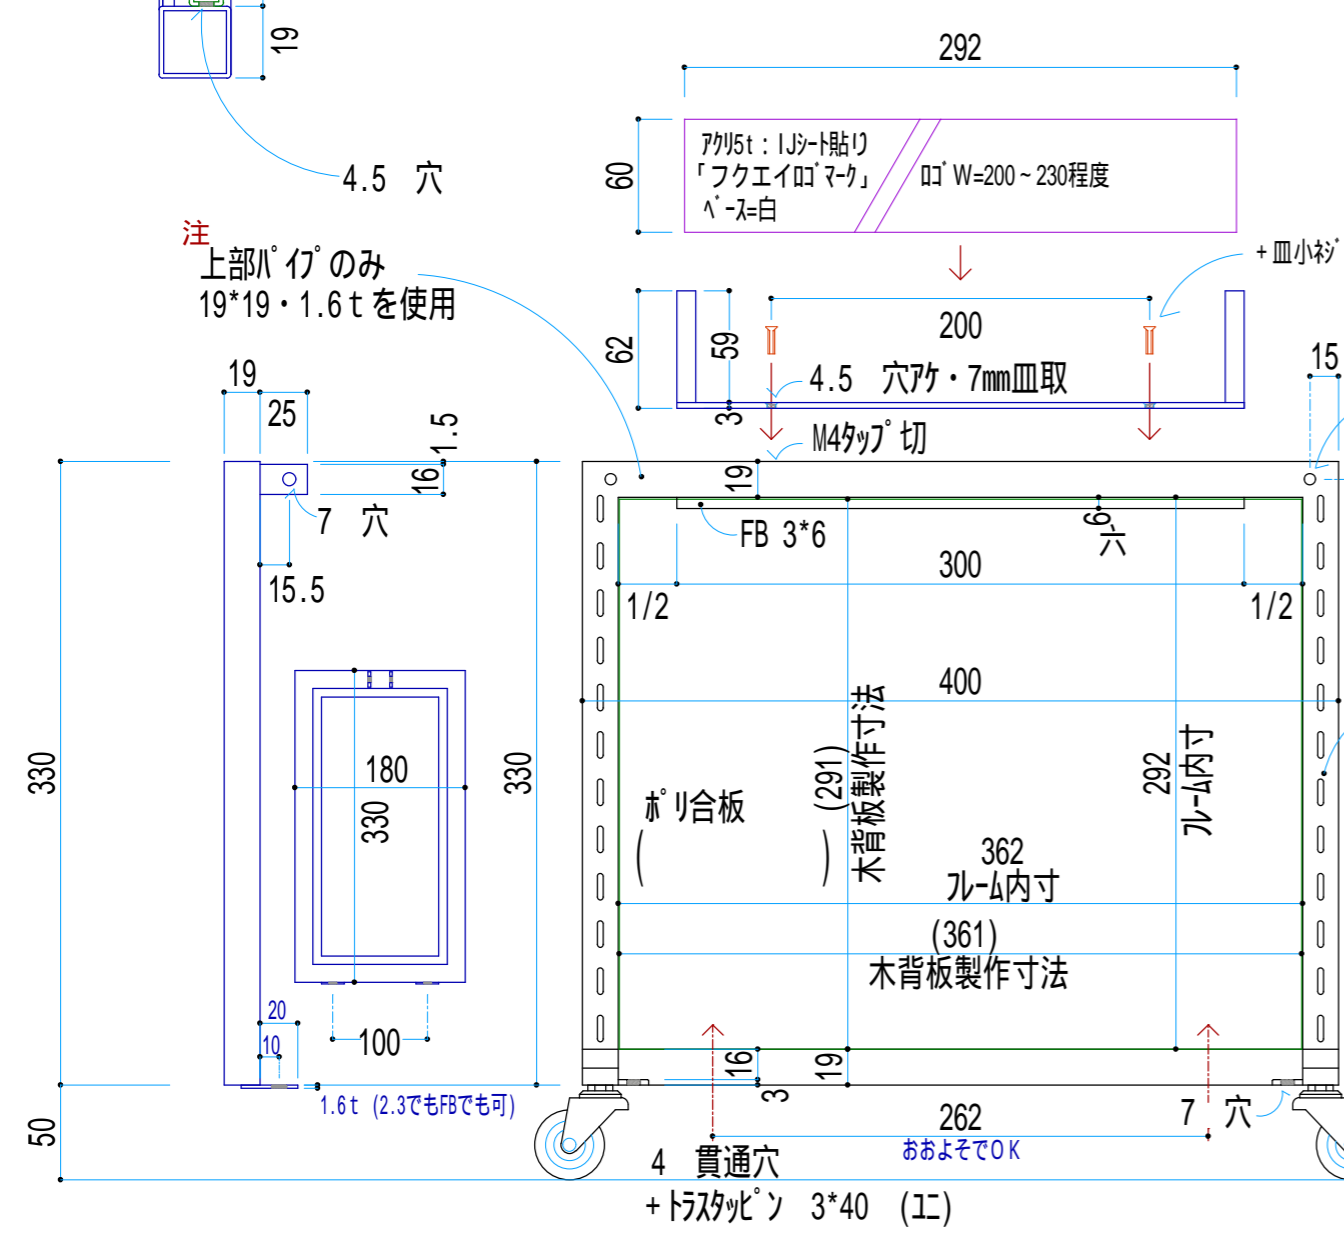 19
4.5 穴
注
上部ﾊﾟｲﾌﾟのみ
19*19・1.6tを使用
292
60
ｱｸﾘ5t：IJｼｰﾄ貼り
「フクエイﾛｺﾞﾏｰｸ」
ﾍﾞｰｽ=白
ﾛｺﾞW=200~230程度
+皿小ﾈｼﾞ
62
59
200
3
4.5 穴ｱｹ・7mm皿取
M4ﾀｯﾌﾟ切
15
19
25
1.5
16
7 穴
15.5
19
FB 3*6
6
穴
300
1/2
1/2
400
330
330
180
330
100
20
10
1.6t (2.3でもFBでも可)
50
ﾎﾟﾘ合板
( )
(291)
木背板製作寸法
292
ﾌﾚｰﾑ内寸
362
ﾌﾚｰﾑ内寸
(361)
木背板製作寸法
16
3
19
262
おおよそでOK
7 穴
4 貫通穴
+ﾄﾗｽﾀｯﾋﾟﾝ 3*40 (ﾕﾆ)